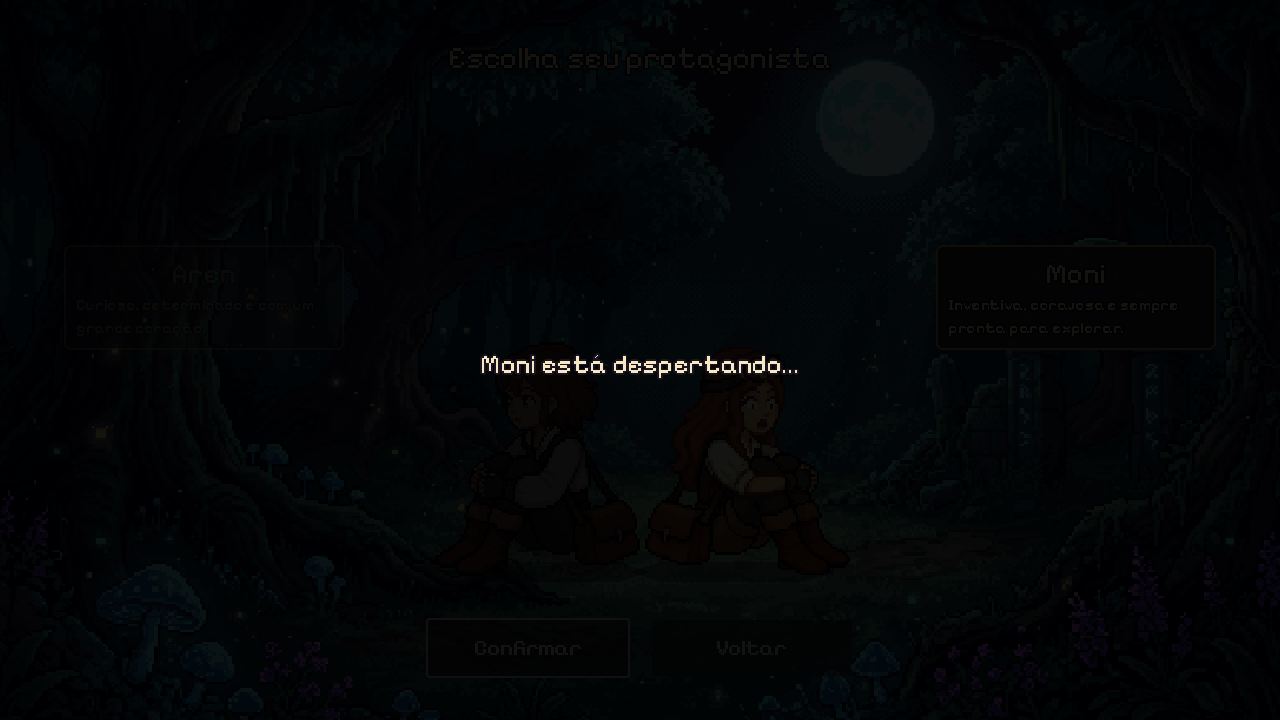 Escolha seu protagonista
Aren
Curioso, determinado e com um
grande coração.
Moni
Inventiva, corajosa e sempre
pronta para explorar.
Moni está despertando...
Confirmar
Voltar